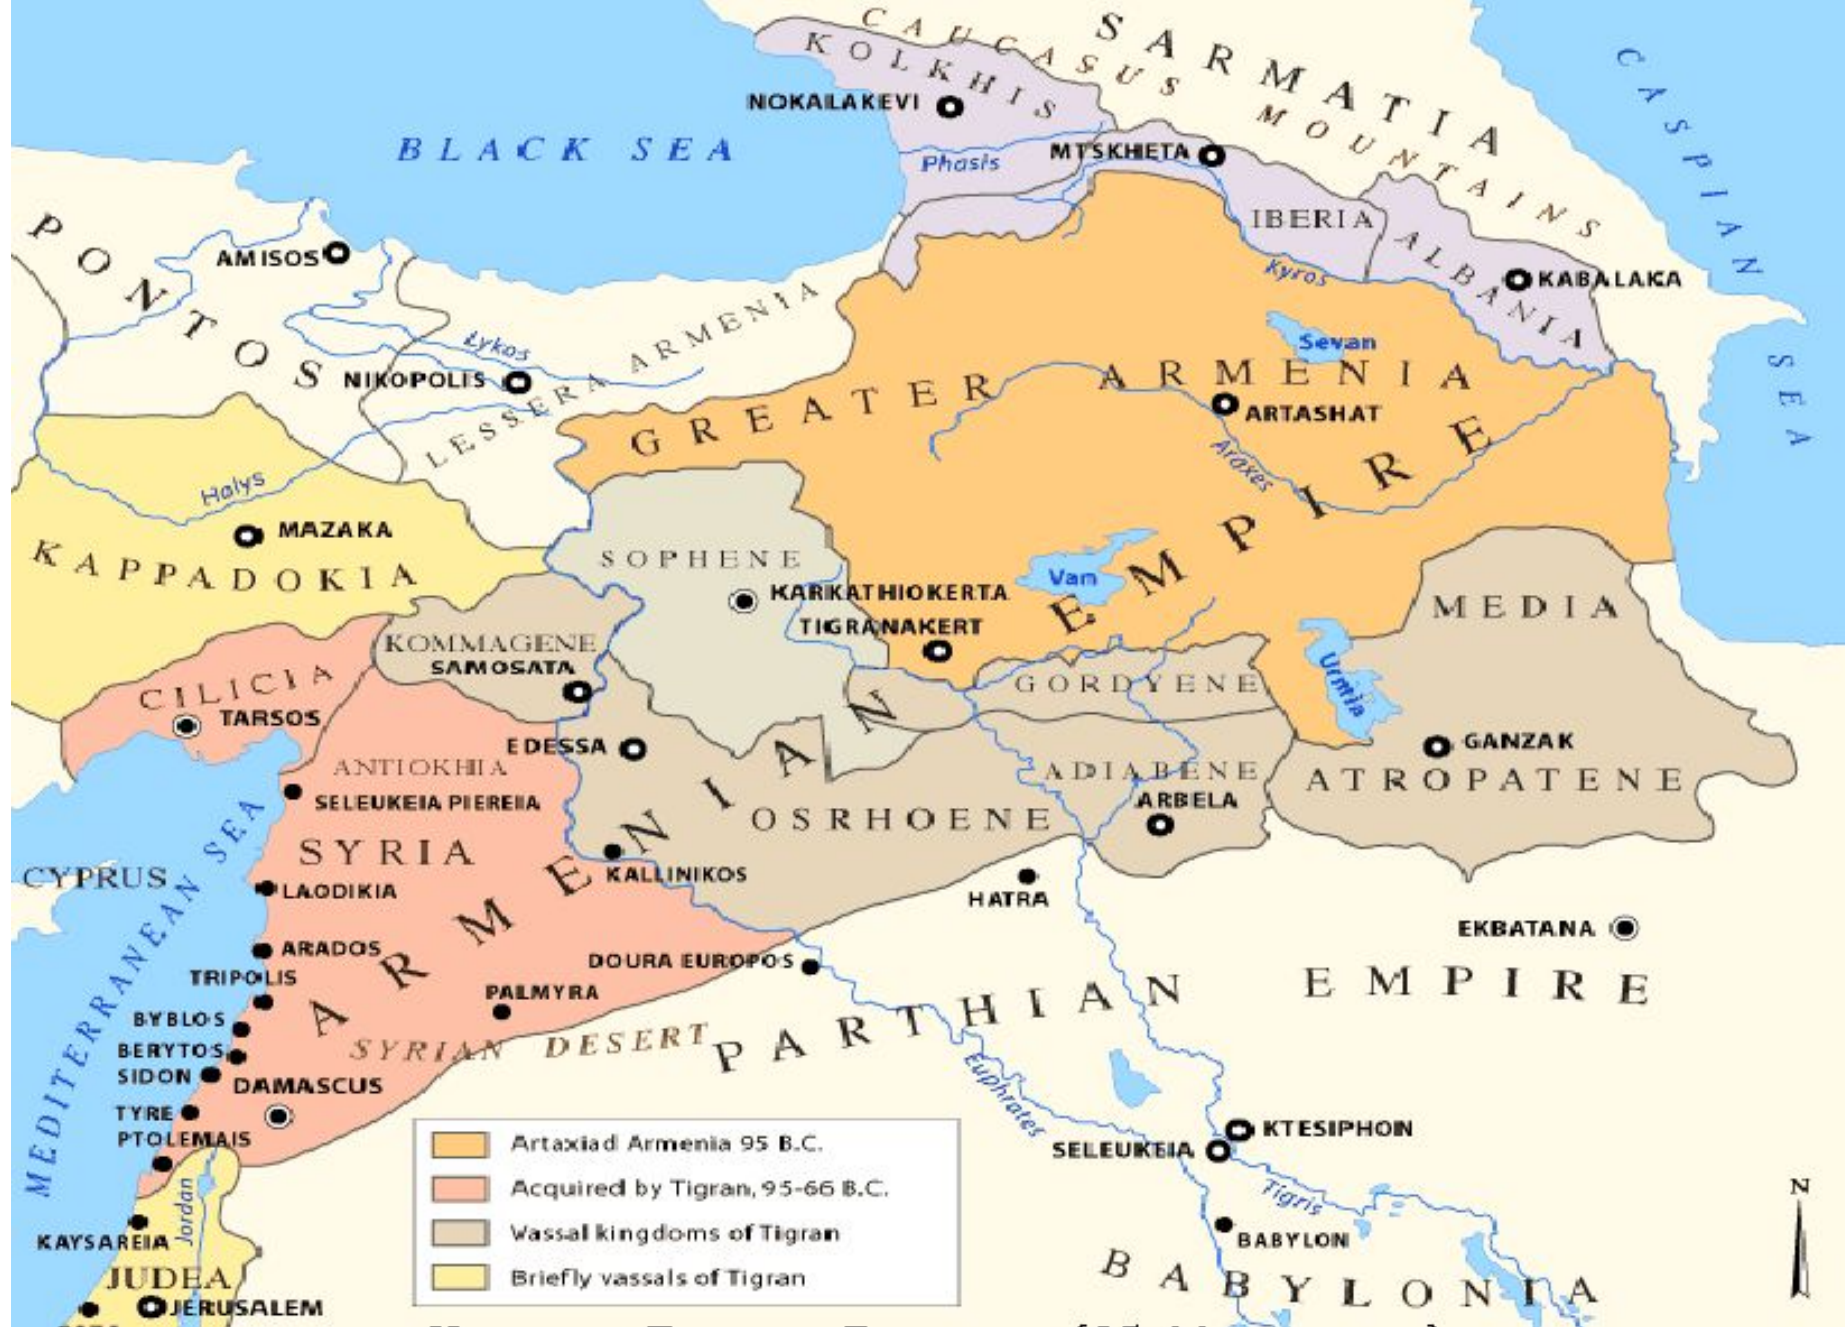 CAUCASUS MOUNTAINS
SARMATIA
KOLKHIS
NOKALAKEVI
BLACK SEA
Phasis
MTSKHETA
CASPIAN SEA
IBERIA
ALBANIA
KABALAKA
Kyros
PONTOS
AMISOS
Lykos
NIKOPOLIS
LESSERA ARMENIA
Sevan
GREATER ARMENIA
ARTASHAT
Araxes
Halys
MAZAKA
KAPPADOKIA
SOPHENE
KARKATHIOKERTA
TIGRANAKERT
Van
ARMENIAN EMPIRE
MEDIA
KOMMAGENE
SAMOSATA
CILICIA
TARSOS
GORDYENE
Urmia
EDESSA
GANZAK
ANTIOKHIA
SELEUKEIA PIEREIA
ADIABENE
ARBELA
ATROPATENE
OSRHOENE
SYRIA
KALLINIKOS
CYPRUS
LAODIKIA
HATRA
MEDITERRANEAN SEA
ARADOS
EKBATANA
TRIPOLIS
DOURA EUROPOS
PALMYRA
PARTHIAN EMPIRE
BYBLOS
BERYTOS
SIDON
SYRIAN DESERT
DAMASCUS
TYRE
PTOLEMAIS
Euphrates
KTESIPHON
SELEUKEIA
Tigris
Jordan
KAYSAREIA
BABYLON
BABYLONIA
JUDEA
JERUSALEM
N
Artaxiad Armenia 95 B.C.
Acquired by Tigran, 95-66 B.C.
Vassal kingdoms of Tigran
Briefly vassals of Tigran